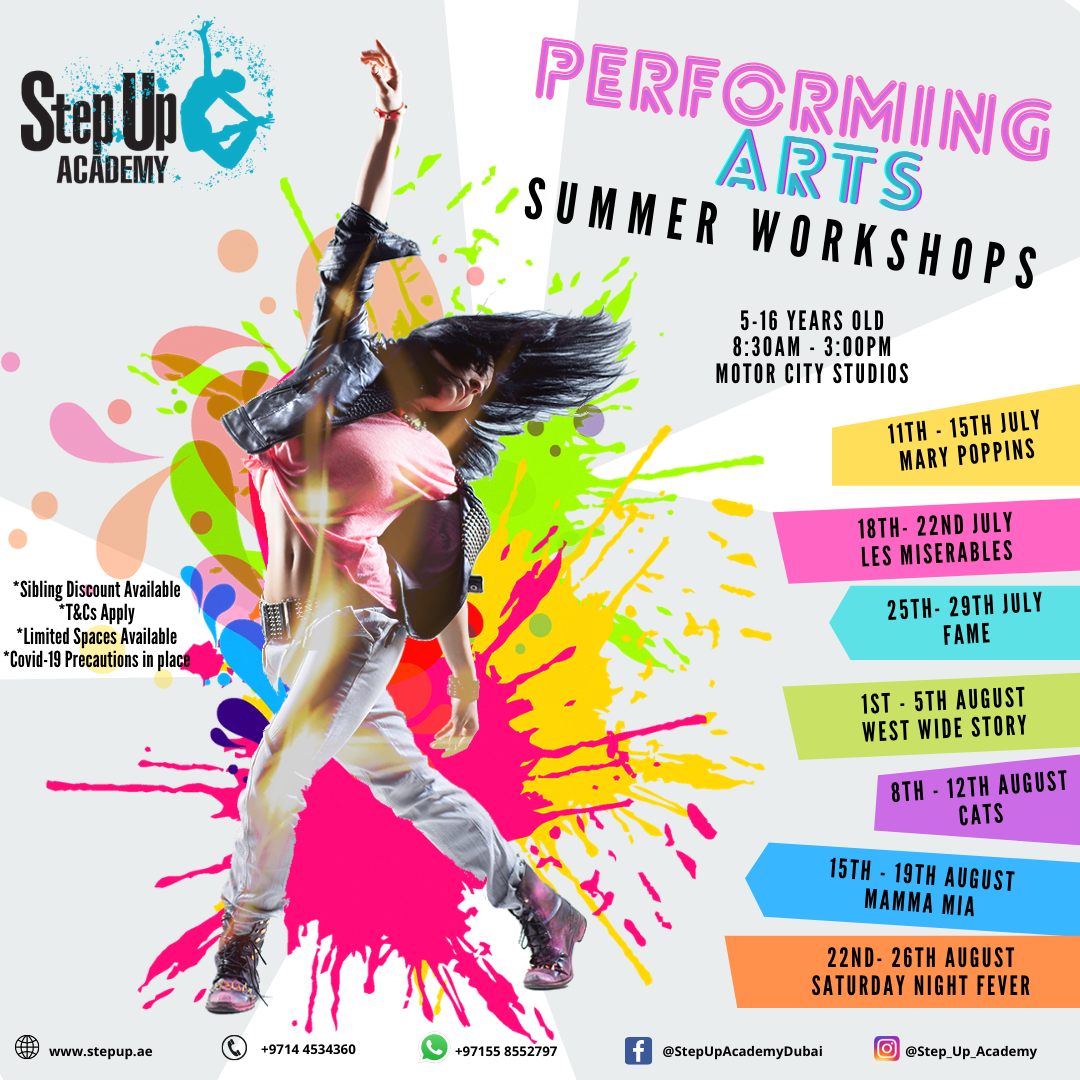 Step Up
ACADEMY
PERFORMING
ARTS
SUMMER WORKSHOPS
5-16 YEARS OLD
8:30AM - 3:00PM
MOTOR CITY STUDIOS
11TH - 15TH JULY
MARY POPPINS
18TH- 22ND JULY
LES MISERABLES
25TH- 29TH JULY
FAME
1ST - 5TH AUGUST
WEST WIDE STORY
8TH - 12TH AUGUST
CATS
15TH - 19TH AUGUST
MAMMA MIA
22ND- 26TH AUGUST
SATURDAY NIGHT FEVER
*Sibling Discount Available
*T&Cs Apply
*Limited Spaces Available
*Covid-19 Precautions in place
www.stepup.ae
+9714 4534360
+97155 8552797
@StepUpAcademyDubai
@Step_Up_Academy